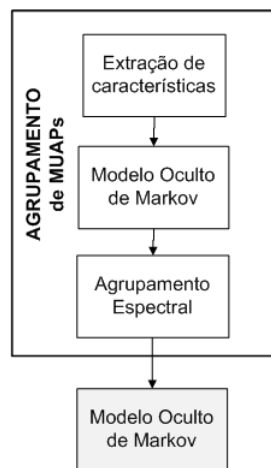 AGRUPAMENTO
de MUAPs
Extração de
características
Modelo Oculto
de Markov
Agrupamento
Espectral
Modelo Oculto
de Markov